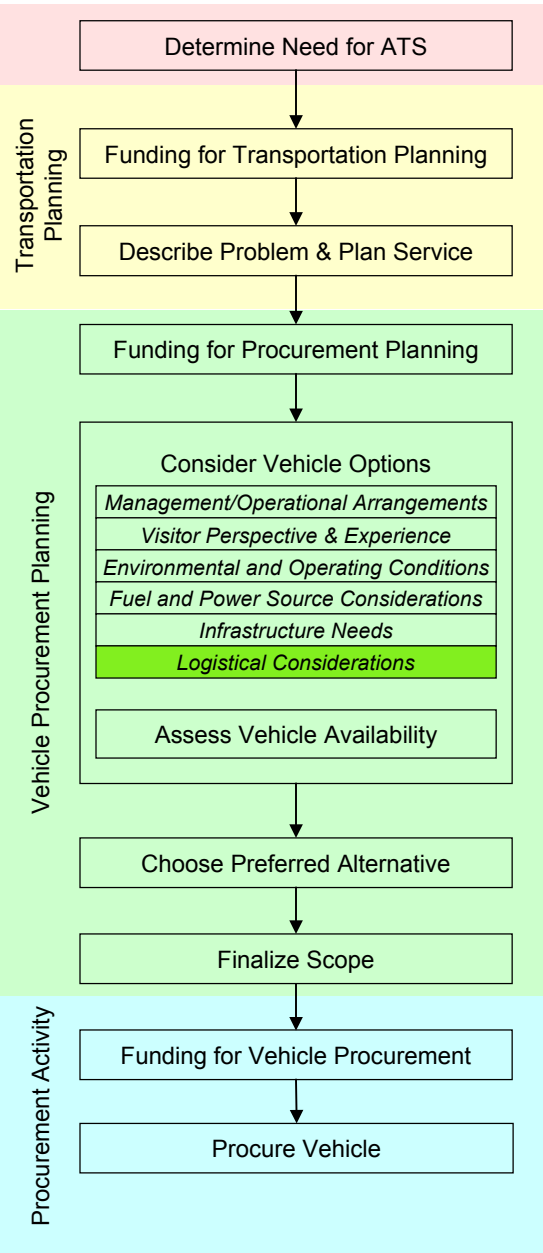 Determine Need for ATS
Transportation
Planning
Funding for Transportation Planning
Describe Problem & Plan Service
Vehicle Procurement Planning
Funding for Procurement Planning
Consider Vehicle Options
Management/Operational Arrangements
Visitor Perspective & Experience
Environmental and Operating Conditions
Fuel and Power Source Considerations
Infrastructure Needs
Logistical Considerations
Assess Vehicle Availability
Choose Preferred Alternative
Finalize Scope
Procurement Activity
Funding for Vehicle Procurement
Procure Vehicle